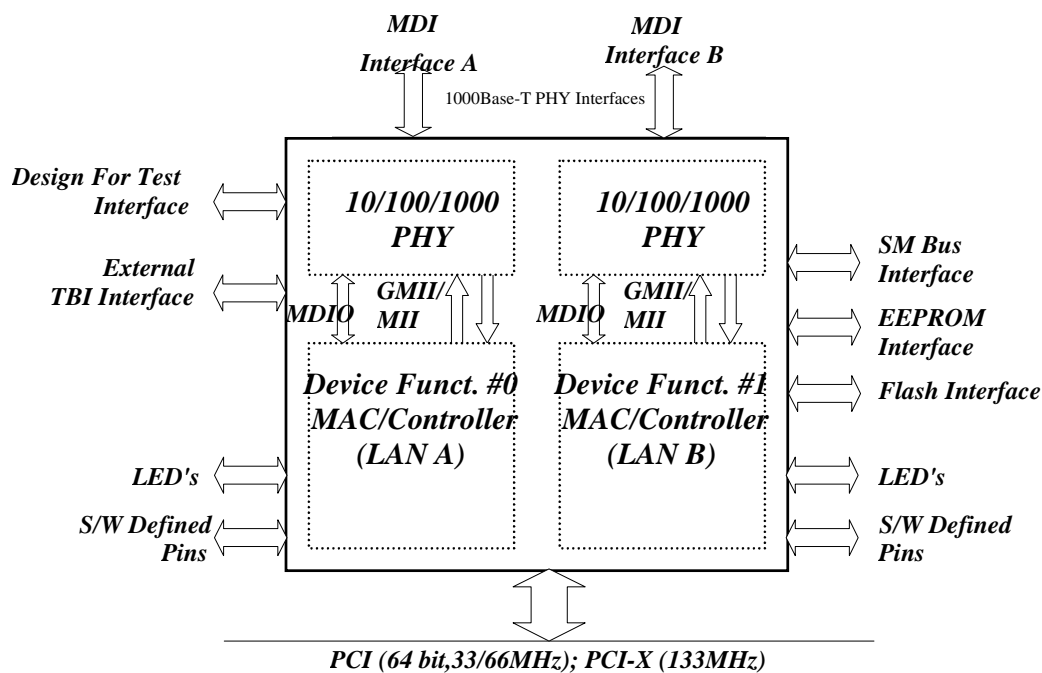 MDI
Interface A
MDI
Interface B
1000Base-T PHY Interfaces
Design For Test
Interface
External
TBI Interface
LED's
S/W Defined
Pins
10/100/1000
PHY
MDIO
GMII/
MII
Device Funct. #0
MAC/Controller
(LAN A)
10/100/1000
PHY
MDIO
GMII/
MII
Device Funct. #1
MAC/Controller
(LAN B)
SM Bus
Interface
EEPROM
Interface
Flash Interface
LED's
S/W Defined
Pins
PCI (64 bit,33/66MHz); PCI-X (133MHz)